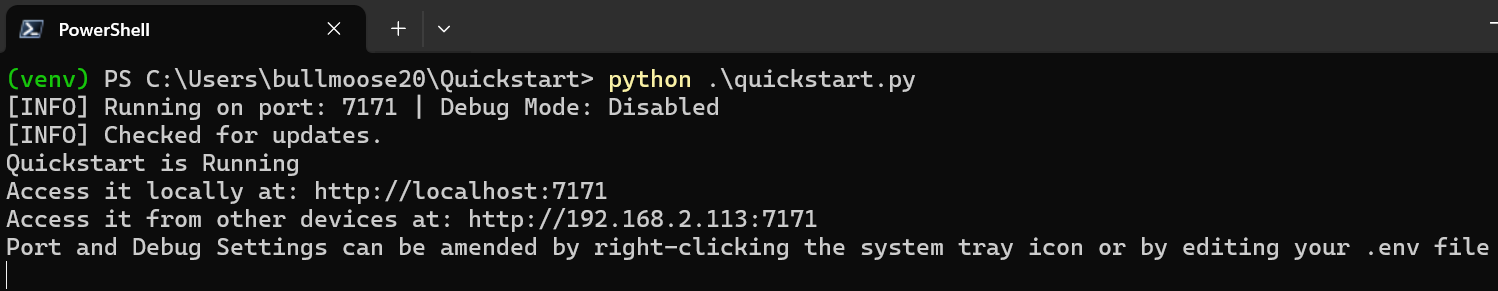 PowerShell
(venv) PS C:\Users\bullmoose20\Quickstart> python .\quickstart.py
[INFO] Running on port: 7171 | Debug Mode: Disabled
[INFO] Checked for updates.
Quickstart is Running
Access it locally at: http://localhost:7171
Access it from other devices at: http://192.168.2.113:7171
Port and Debug Settings can be amended by right-clicking the system tray icon or by editing your .env file